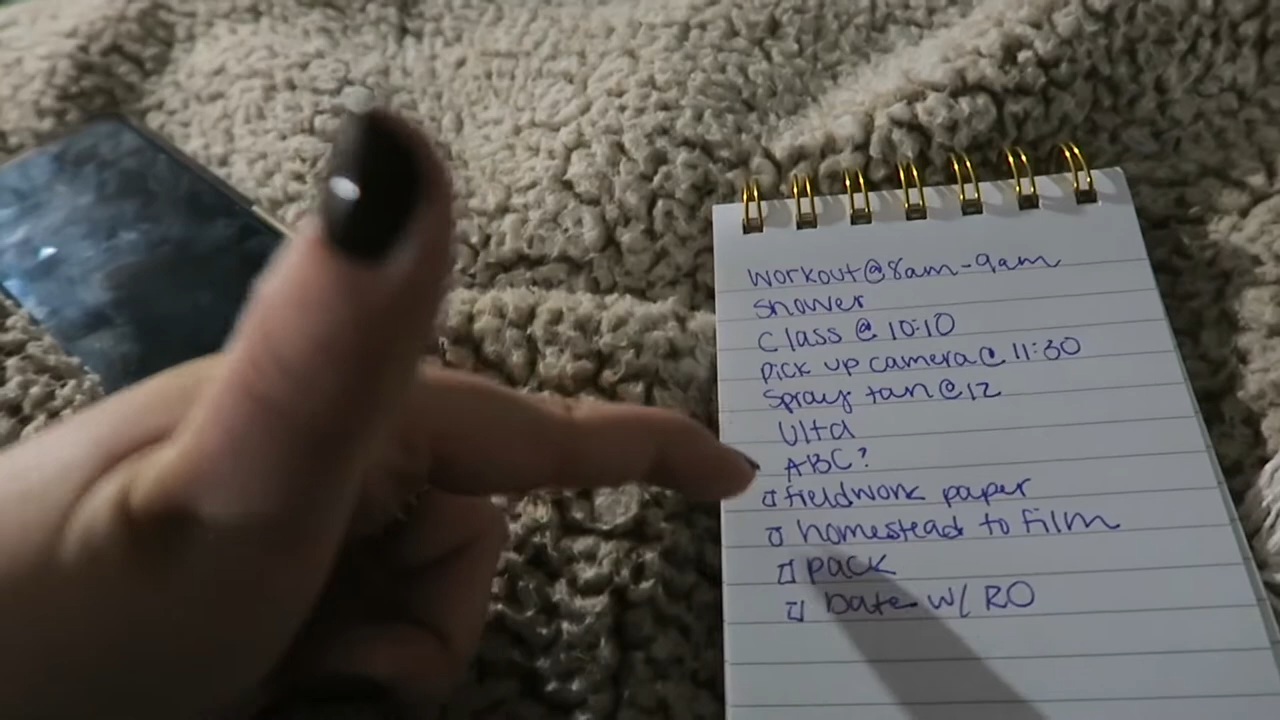 workout@8am-9am
shower
class @ 10:10
pick up camera@ 11:30
spray tan@12
Ulta
ABC?
fieldwork paper
homestead to film
pack
Date w/ RO